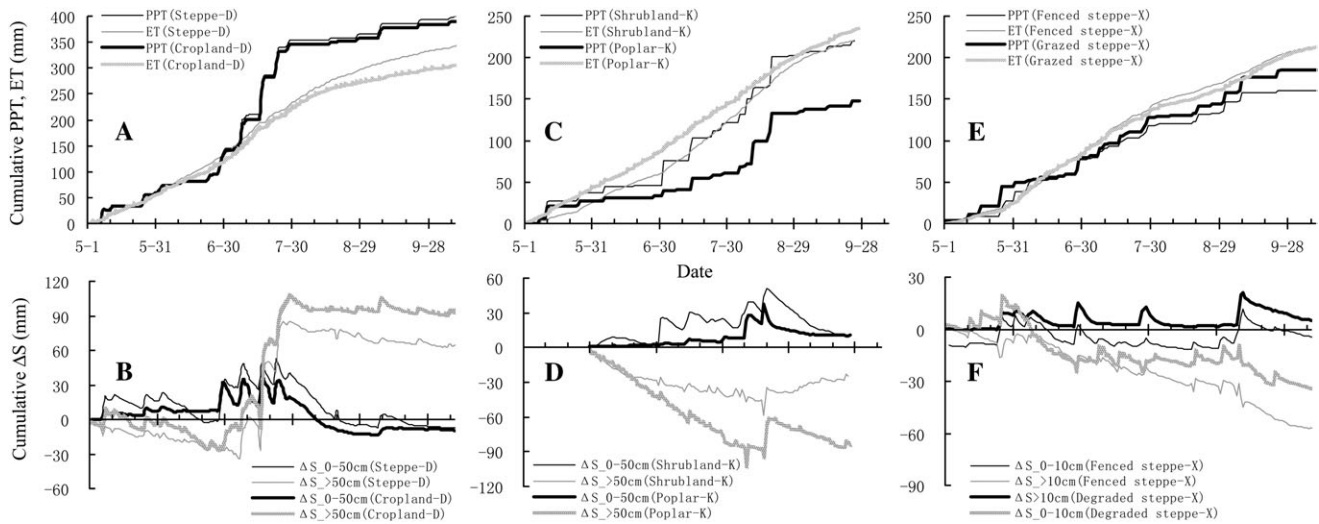 Cumulative PPT, ET (mm)
400
350
300
250
200
150
100
50
0
PPT(Steppe-D)
ET(Steppe-D)
PPT(Cropland-D)
ET(Cropland-D)
A
5-1 5-31 6-30 7-30 8-29 9-28
250
200
150
100
50
0
PPT(Shrubland-K)
ET(Shrubland-K)
PPT(Poplar-K)
ET(Poplar-K)
C
5-1 5-31 6-30 7-30 8-29 9-28
250
200
150
100
50
0
PPT(Fenced steppe-X)
ET(Fenced steppe-X)
PPT(Grazed steppe-X)
ET(Grazed steppe-X)
E
5-1 5-31 6-30 7-30 8-29 9-28
Date
Cumulative ΔS (mm)
120
90
60
30
0
-30
-60
B
ΔS_0-50cm(Steppe-D)
ΔS_>50cm(Steppe-D)
ΔS_0-50cm(Cropland-D)
ΔS_>50cm(Cropland-D)
60
30
0
-30
-60
-90
-120
D
ΔS_0-50cm(Shrubland-K)
ΔS_>50cm(Shrubland-K)
ΔS_0-50cm(Poplar-K)
ΔS_>50cm(Poplar-K)
30
0
-30
-60
-90
F
ΔS_0-10cm(Fenced steppe-X)
ΔS_>10cm(Fenced steppe-X)
ΔS>10cm(Degraded steppe-X)
ΔS_0-10cm(Degraded steppe-X)